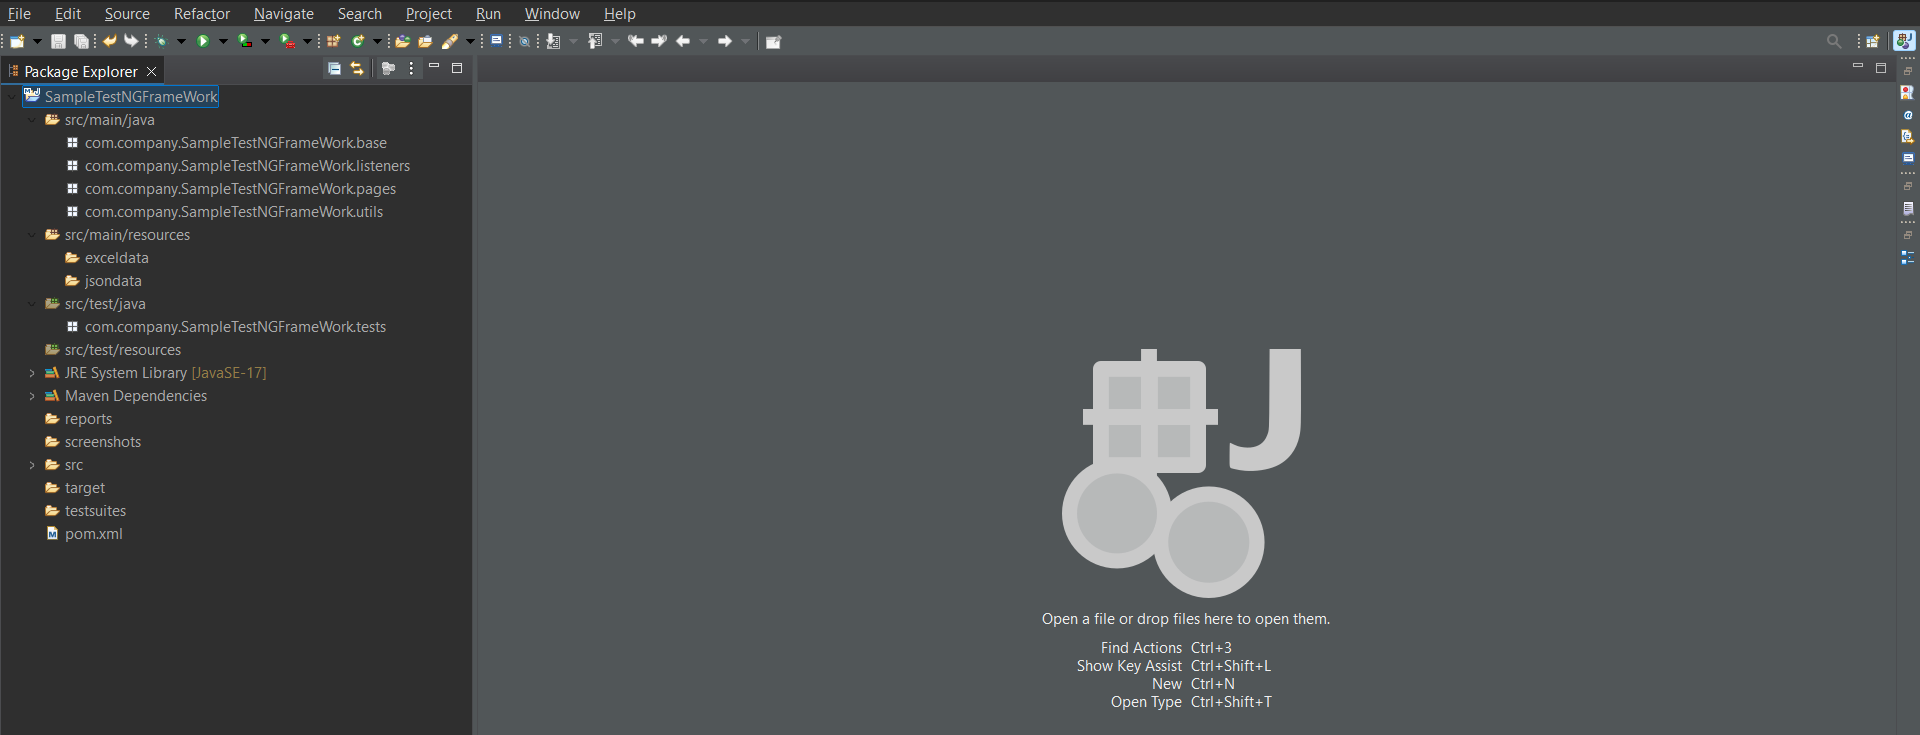 File Edit Source Refactor Navigate Search Project Run Window Help
Package Explorer
SampleTestNGFrameWork
src/main/java
com.company.SampleTestNGFrameWork.base
com.company.SampleTestNGFrameWork.listeners
com.company.SampleTestNGFrameWork.pages
com.company.SampleTestNGFrameWork.utils
src/main/resources
exceldata
jsondata
src/test/java
com.company.SampleTestNGFrameWork.tests
src/test/resources
JRE System Library [JavaSE-17]
Maven Dependencies
reports
screenshots
src
target
testsuites
pom.xml
J
Open a file or drop files here to open them.
Find Actions Ctrl+3
Show Key Assist Ctrl+Shift+L
New Ctrl+N
Open Type Ctrl+Shift+T